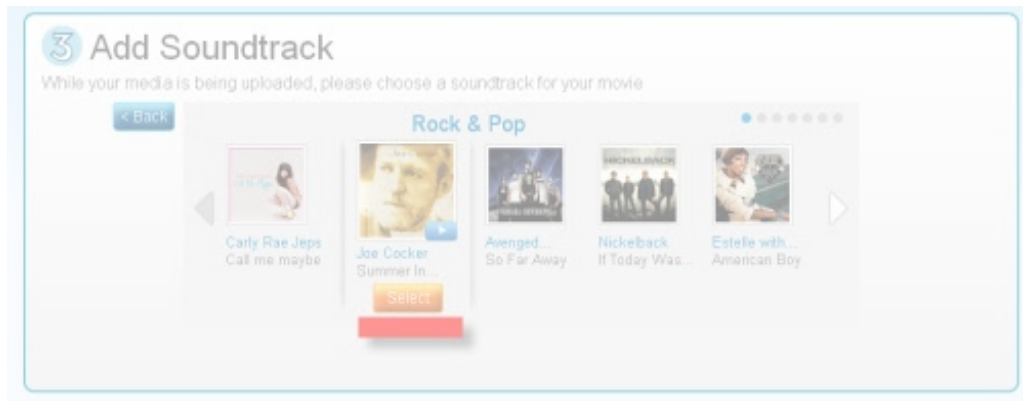 3 Add Soundtrack
While your media is being uploaded, please choose a soundtrack for your movie
< Back
Rock & Pop
NICKELBACK
Carly Rae Jeps
Call me maybe
Joe Cocker
Summer In...
Select
Avenged...
So Far Away
Nickelback
If Today Was...
Estelle with...
American Boy